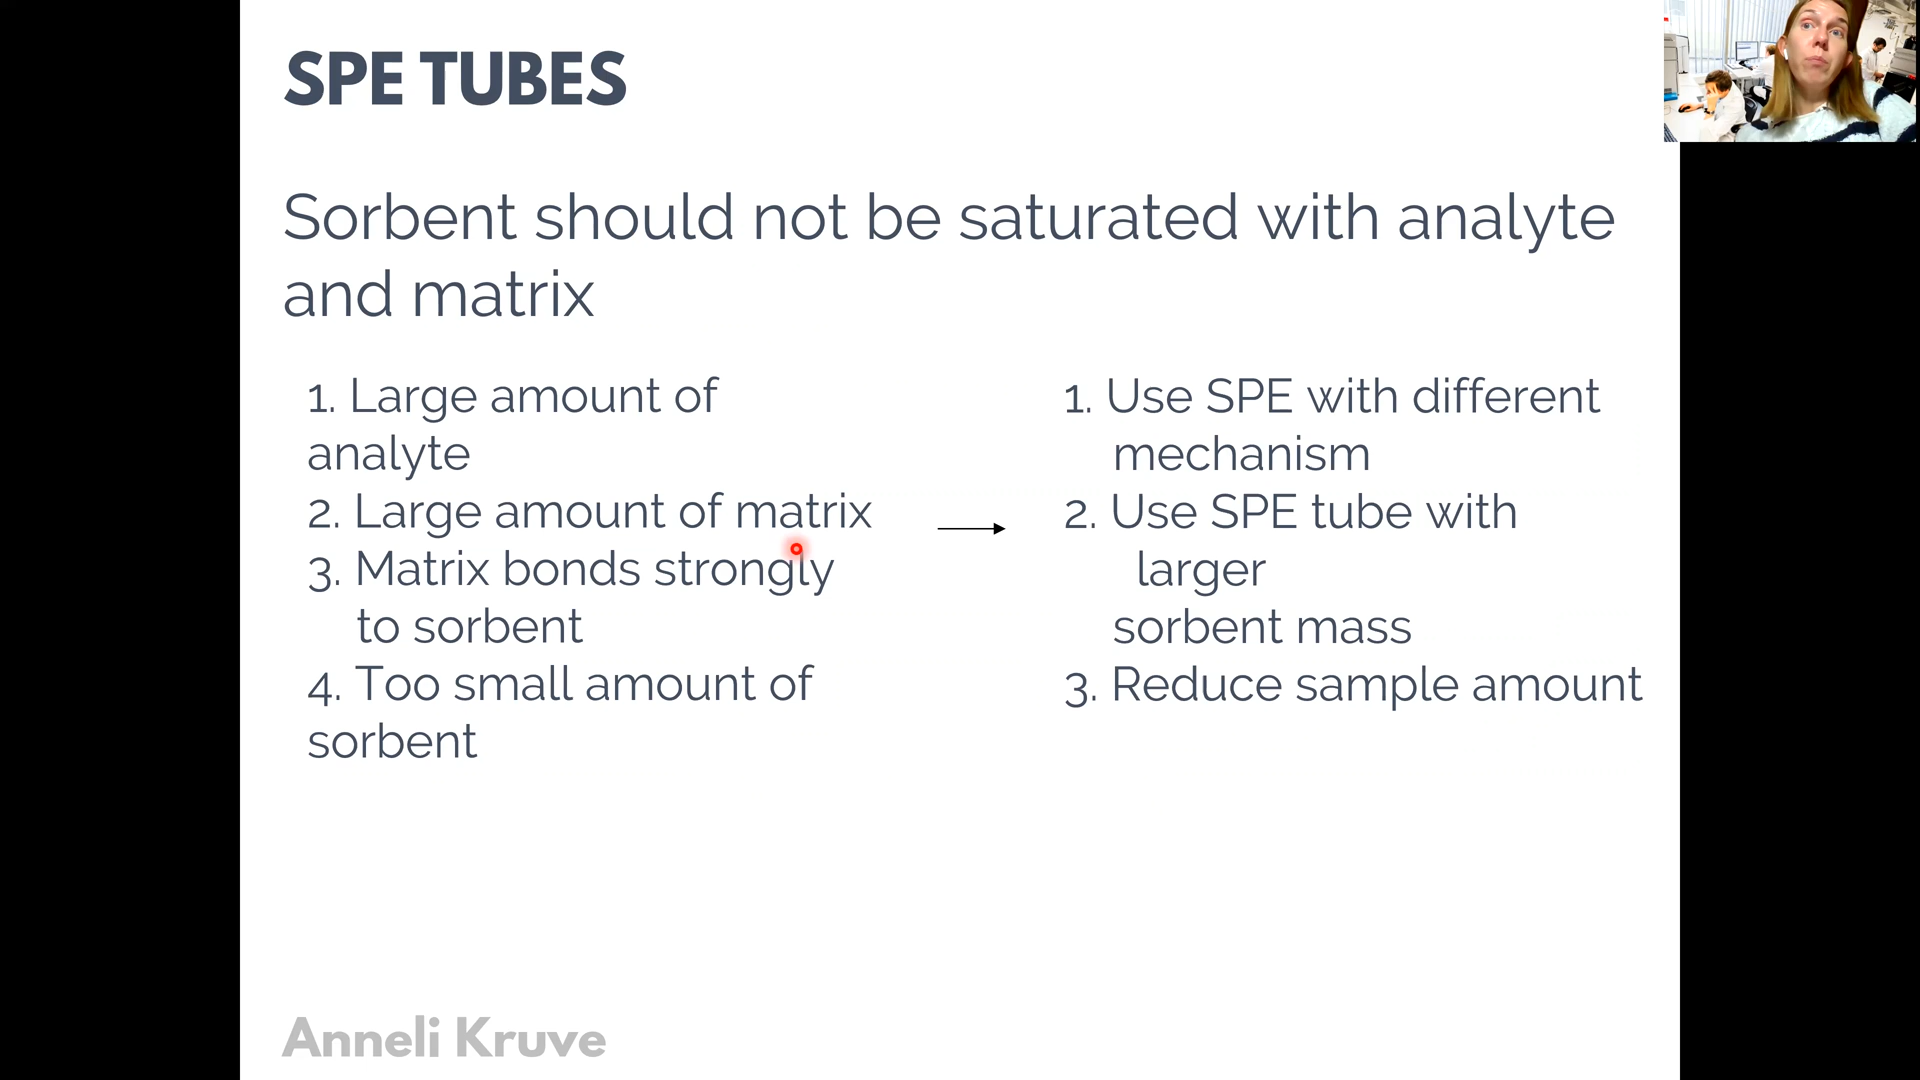 SPE TUBES
Sorbent should not be saturated with analyte
and matrix
1. Large amount of
analyte
2. Large amount of matrix
3. Matrix bonds strongly
to sorbent
4. Too small amount of
sorbent
1. Use SPE with different
mechanism
2. Use SPE tube with
larger
sorbent mass
3. Reduce sample amount
Anneli Kruve